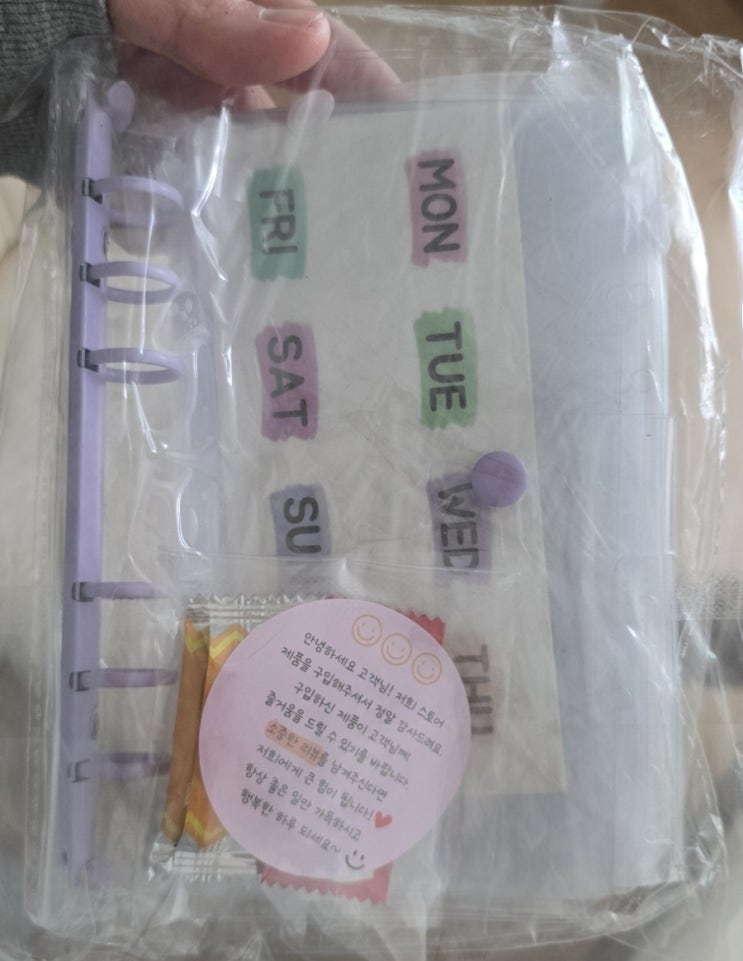 MON
TUE
WED
THU
FRI
SAT
SUN
안녕하세요 고객님! 저희 스토어
제품을 구입해주셔서 정말 감사드려요.
구입하신 제품이 고객님께
즐거움을 드릴 수 있기를 바랍니다.
소중한 리뷰를 남겨주신다면
저희에게 큰 힘이 됩니다!
항상 좋은 일만 가득하시고
행복한 하루 되세요~